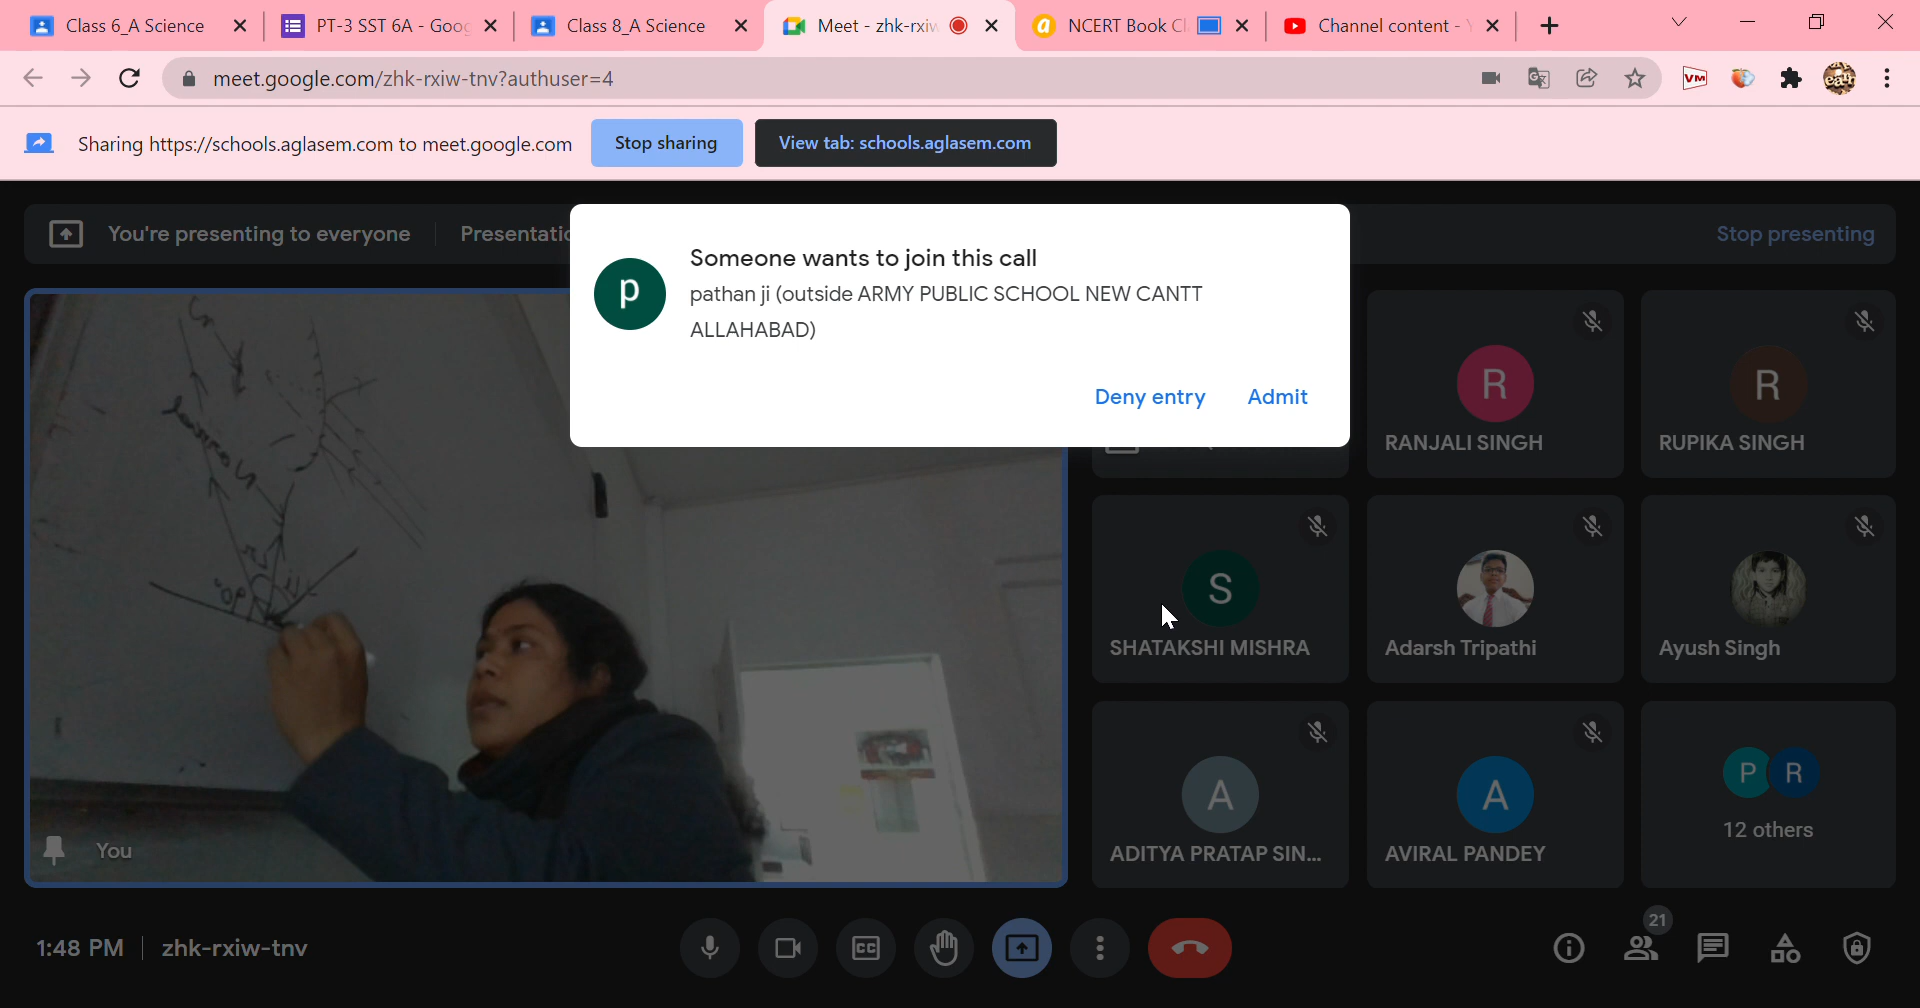 Class 6_A Science
PT-3 SST 6A - Goog
Class 8_A Science
Meet - zhk-rxiw
NCERT Book Cl
Channel content - Y
meet.google.com/zhk-rxiw-tnv?authuser=4
VM
Sharing https://schools.aglasem.com to meet.google.com
Stop sharing
View tab: schools.aglasem.com
You're presenting to everyone
Presentatio
Stop presenting
p
Someone wants to join this call
pathan ji (outside ARMY PUBLIC SCHOOL NEW CANTT
ALLAHABAD)
Deny entry
Admit
R
RANJALI SINGH
R
RUPIKA SINGH
S
SHATAKSHI MISHRA
Adarsh Tripathi
Ayush Singh
A
ADITYA PRATAP SIN...
A
AVIRAL PANDEY
P
R
12 others
You
1:48 PM
zhk-rxiw-tnv
CC
21